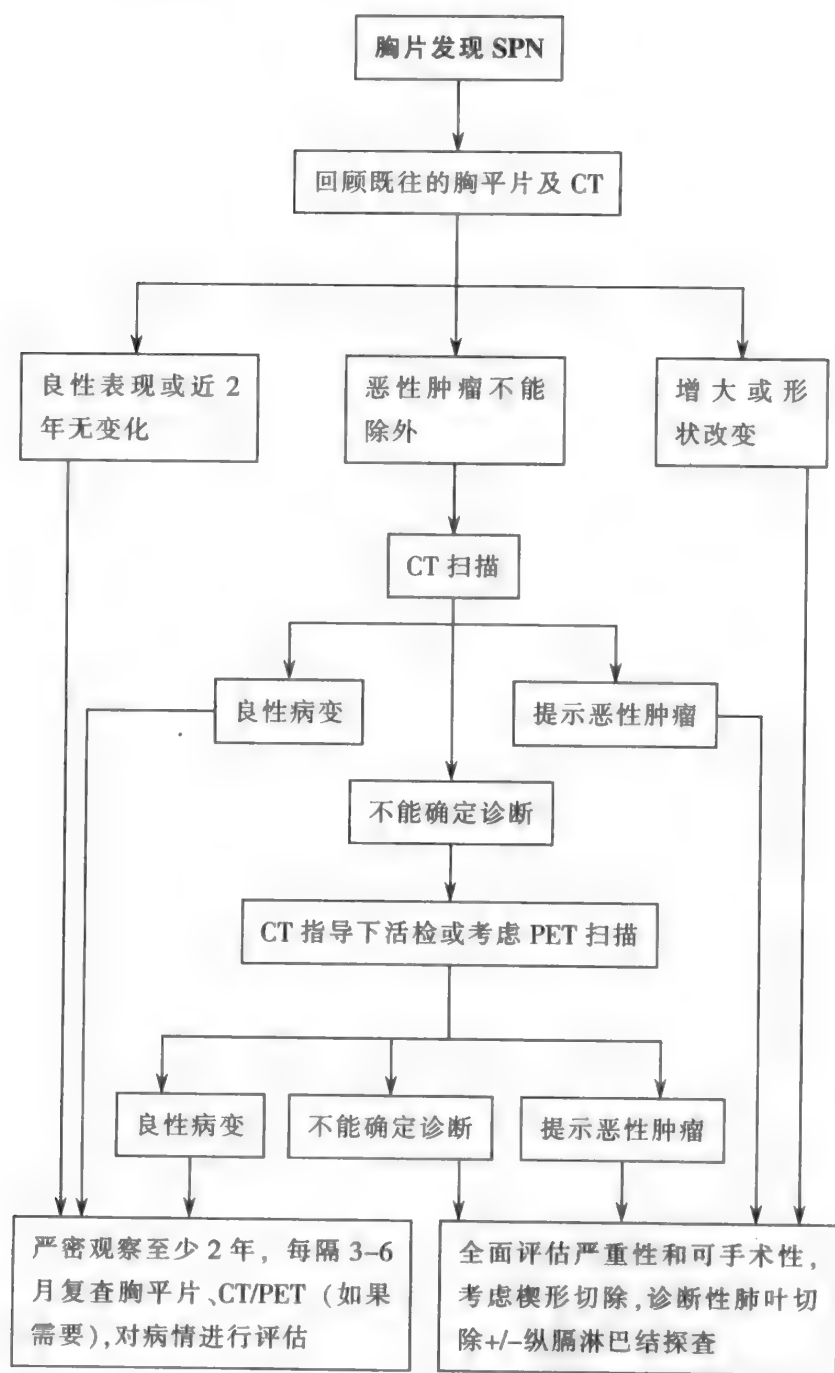 胸片发现 SPN
回顾既往的胸平片及 CT
良性表现或近 2
年无变化
恶性肿瘤不能
除外
增大或形
状改变
CT 扫描
良性病变
提示恶性肿瘤
不能确定诊断
CT 指导下活检或考虑 PET 扫描
良性病变
不能确定诊断
提示恶性肿瘤
严密观察至少 2 年，每隔 3–6
月复查胸平片、CT/PET（如果
需要），对病情进行评估
全面评估严重性和可手术性，
考虑楔形切除，诊断性肺叶切
除+/–纵膈淋巴结探查